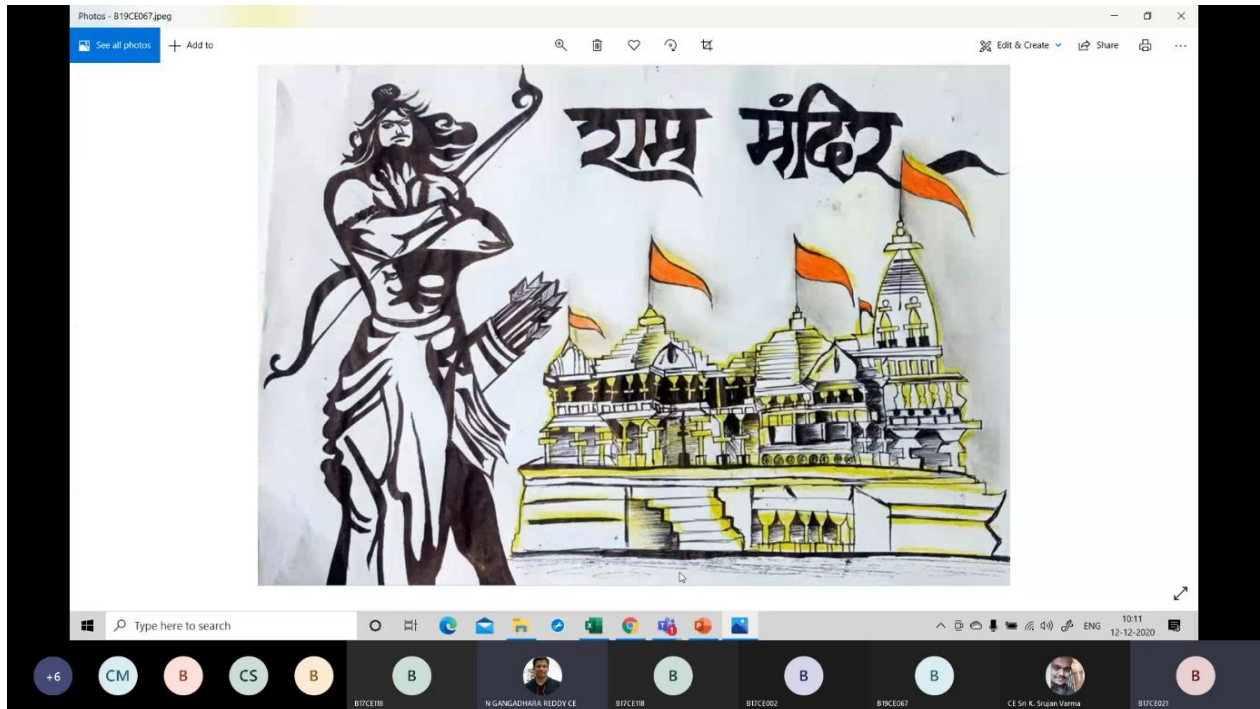 Photos - B19CE067.jpeg
See all photos
Add to
Edit & Create
Share
राम मंदिर
Type here to search
ENG
10:11
12-12-2020
+6
CM
B
CS
B
B
B17CE118
N GANGADHARA REDDY CE
B
B17CE118
B
B17CE002
B
B19CE067
CE Sri K. Srujan Varma
B
B17CE021